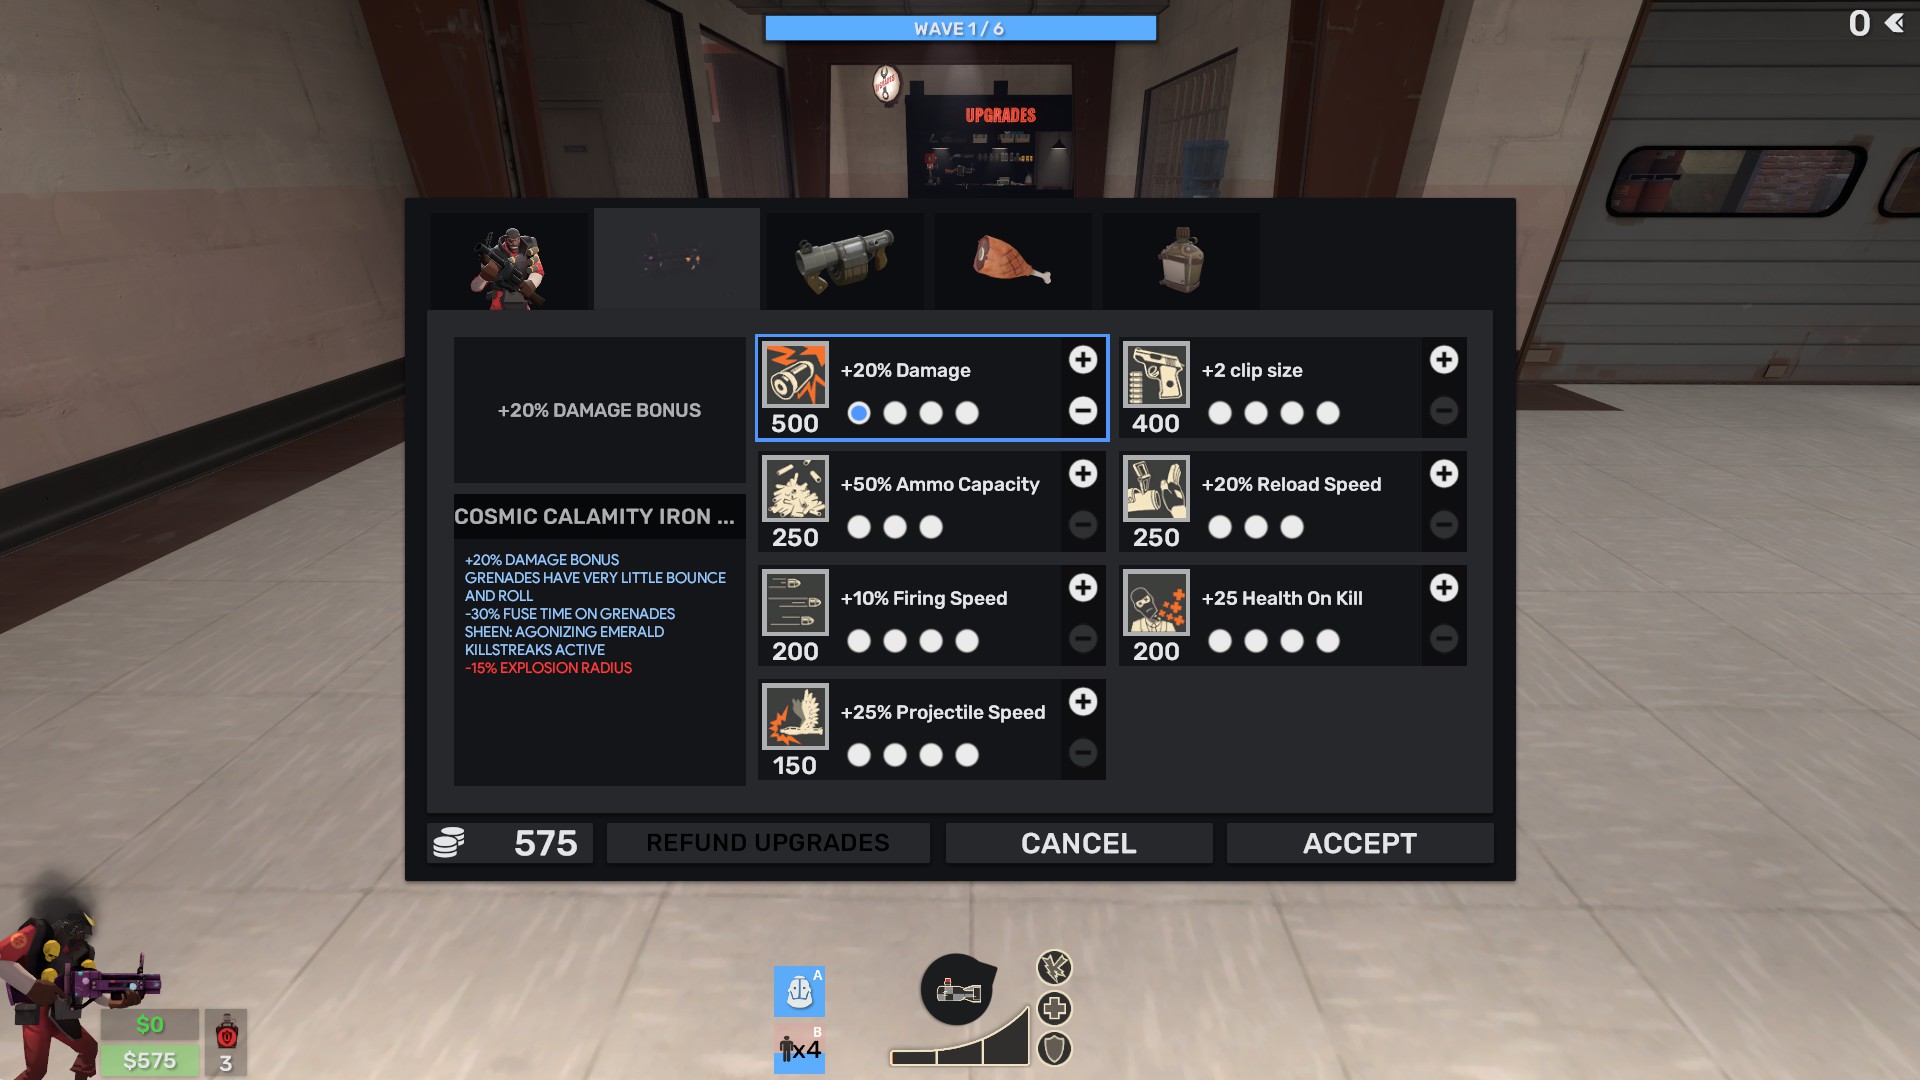 WAVE 1 / 6
0
UPGRADES
+20% DAMAGE BONUS
COSMIC CALAMITY IRON ...
+20% DAMAGE BONUS
GRENADES HAVE VERY LITTLE BOUNCE
AND ROLL
-30% FUSE TIME ON GRENADES
SHEEN: AGONIZING EMERALD
KILLSTREAKS ACTIVE
-15% EXPLOSION RADIUS
+20% Damage
500
+2 clip size
400
+50% Ammo Capacity
250
+20% Reload Speed
250
+10% Firing Speed
200
+25 Health On Kill
200
+25% Projectile Speed
150
575
REFUND UPGRADES
CANCEL
ACCEPT
$0
$575
3
A
B
x4